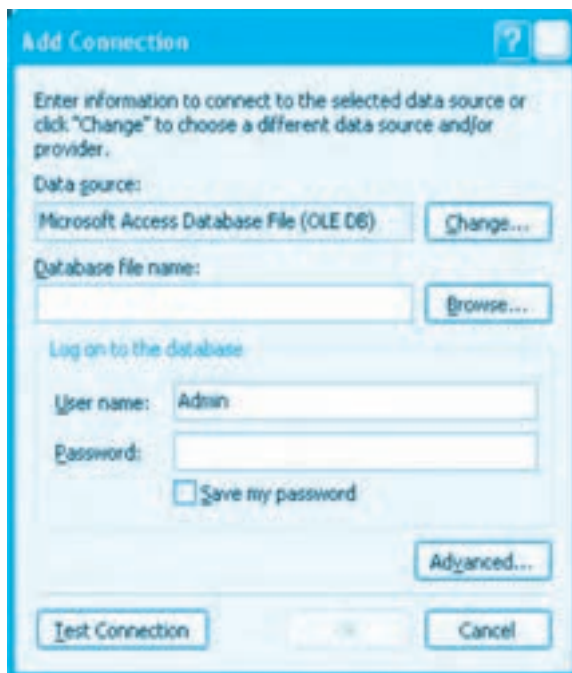 Add Connection
?
Enter information to connect to the selected data source or
click "Change" to choose a different data source and/or
provider.
Data source:
Microsoft Access Database File (OLE DB)
Change...
Database file name:
Browse...
Log on to the database
User name:
Admin
Password:
Save my password
Advanced...
Test Connection
Cancel